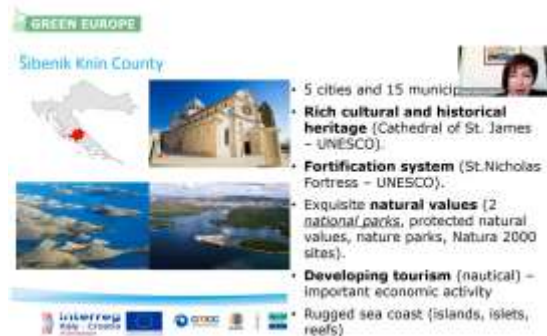 GREEN EUROPE
Šibenik Knin County
• 5 cities and 15 municip
• Rich cultural and historical
heritage (Cathedral of St. James
– UNESCO).
• Fortification system (St.Nicholas
Fortress – UNESCO).
• Exquisite natural values (2
national parks, protected natural
values, nature parks, Natura 2000
sites).
• Developing tourism (nautical) –
important economic activity
• Rugged sea coast (islands, islets,
reefs)
Interreg
Italy - Croatia